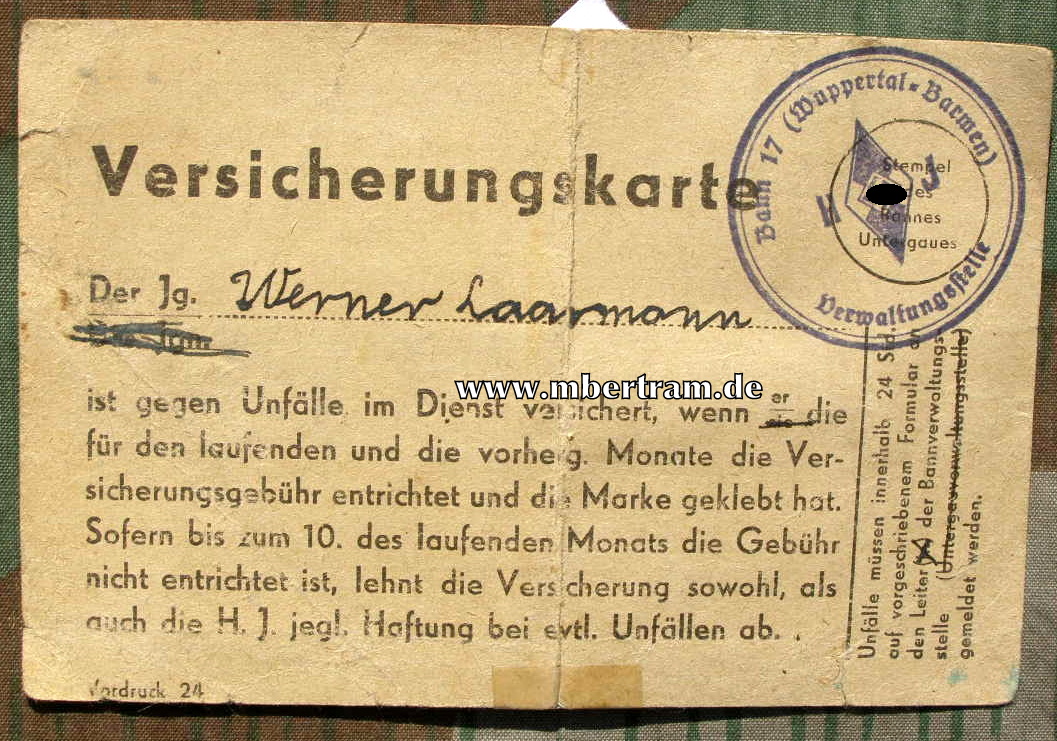 Versicherungskarte
Bann 17 (Wuppertal-Barmen)
H J
Stempel
des
Bannes
Untergaues
Verwaltungsstelle
Der Jg. Werner Laarmann
Die Jgm.
www.mbertram.de
ist gegen Unfälle im Dienst versichert, wenn er/sie die
für den laufenden und die vorherg. Monate die Ver-
sicherungsgebühr entrichtet und die Marke geklebt hat.
Sofern bis zum 10. des laufenden Monats die Gebühr
nicht entrichtet ist, lehnt die Versicherung sowohl, als
auch die H. J. jegl. Haftung bei evtl. Unfällen ab.
Unfälle müssen innerhalb 24 Std.
auf vorgeschriebenem Formular an
den Leiter der Bannverwaltungs-
stelle (Untergauverwaltungsstelle)
gemeldet werden.
Vordruck 24